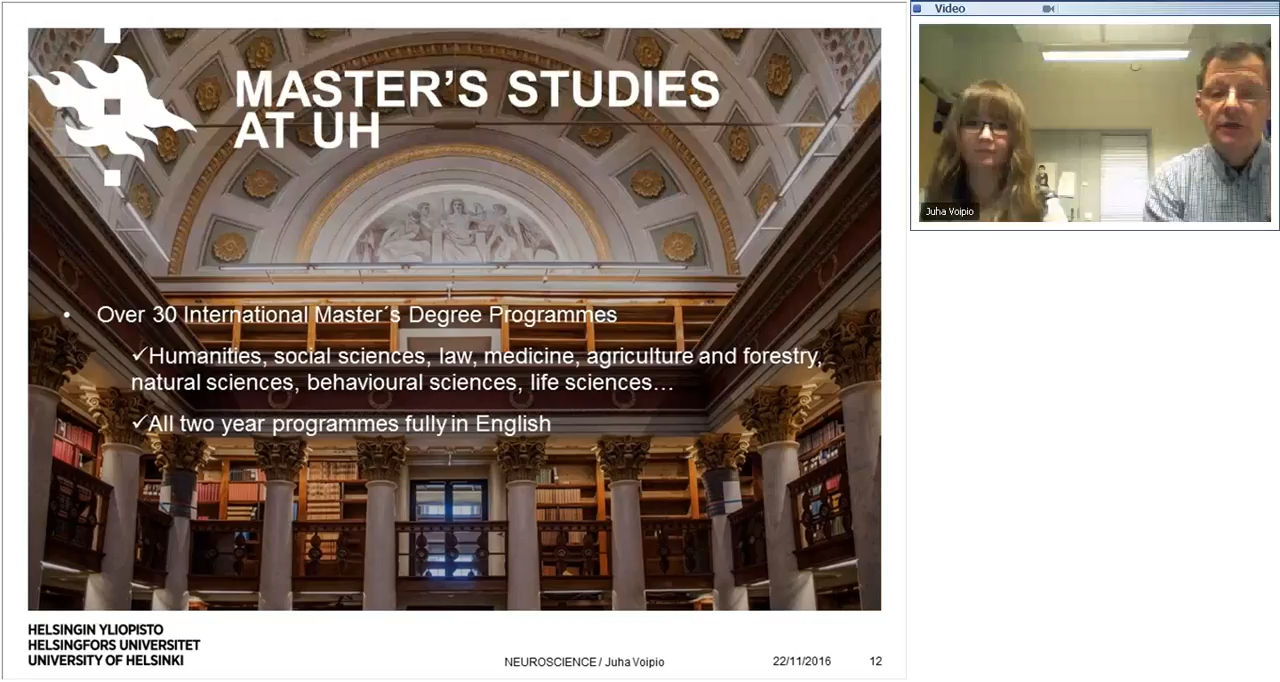 MASTER’S STUDIES
AT UH
• Over 30 International Master´s Degree Programmes
✓Humanities, social sciences, law, medicine, agriculture and forestry,
natural sciences, behavioural sciences, life sciences…
✓All two year programmes fully in English
HELSINGIN YLIOPISTO
HELSINGFORS UNIVERSITET
UNIVERSITY OF HELSINKI
NEUROSCIENCE / Juha Voipio
22/11/2016
12
Video
Juha Voipio